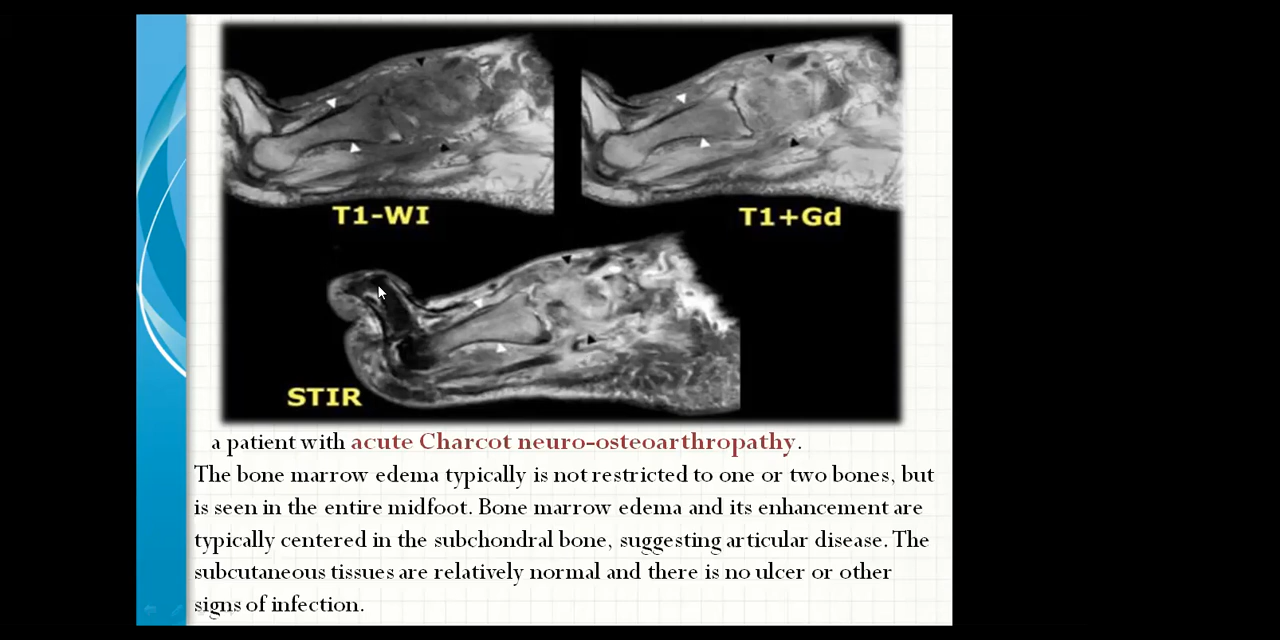 T1-WI
T1+Gd
STIR
a patient with acute Charcot neuro-osteoarthropathy.
The bone marrow edema typically is not restricted to one or two bones, but
is seen in the entire midfoot. Bone marrow edema and its enhancement are
typically centered in the subchondral bone, suggesting articular disease. The
subcutaneous tissues are relatively normal and there is no ulcer or other
signs of infection.